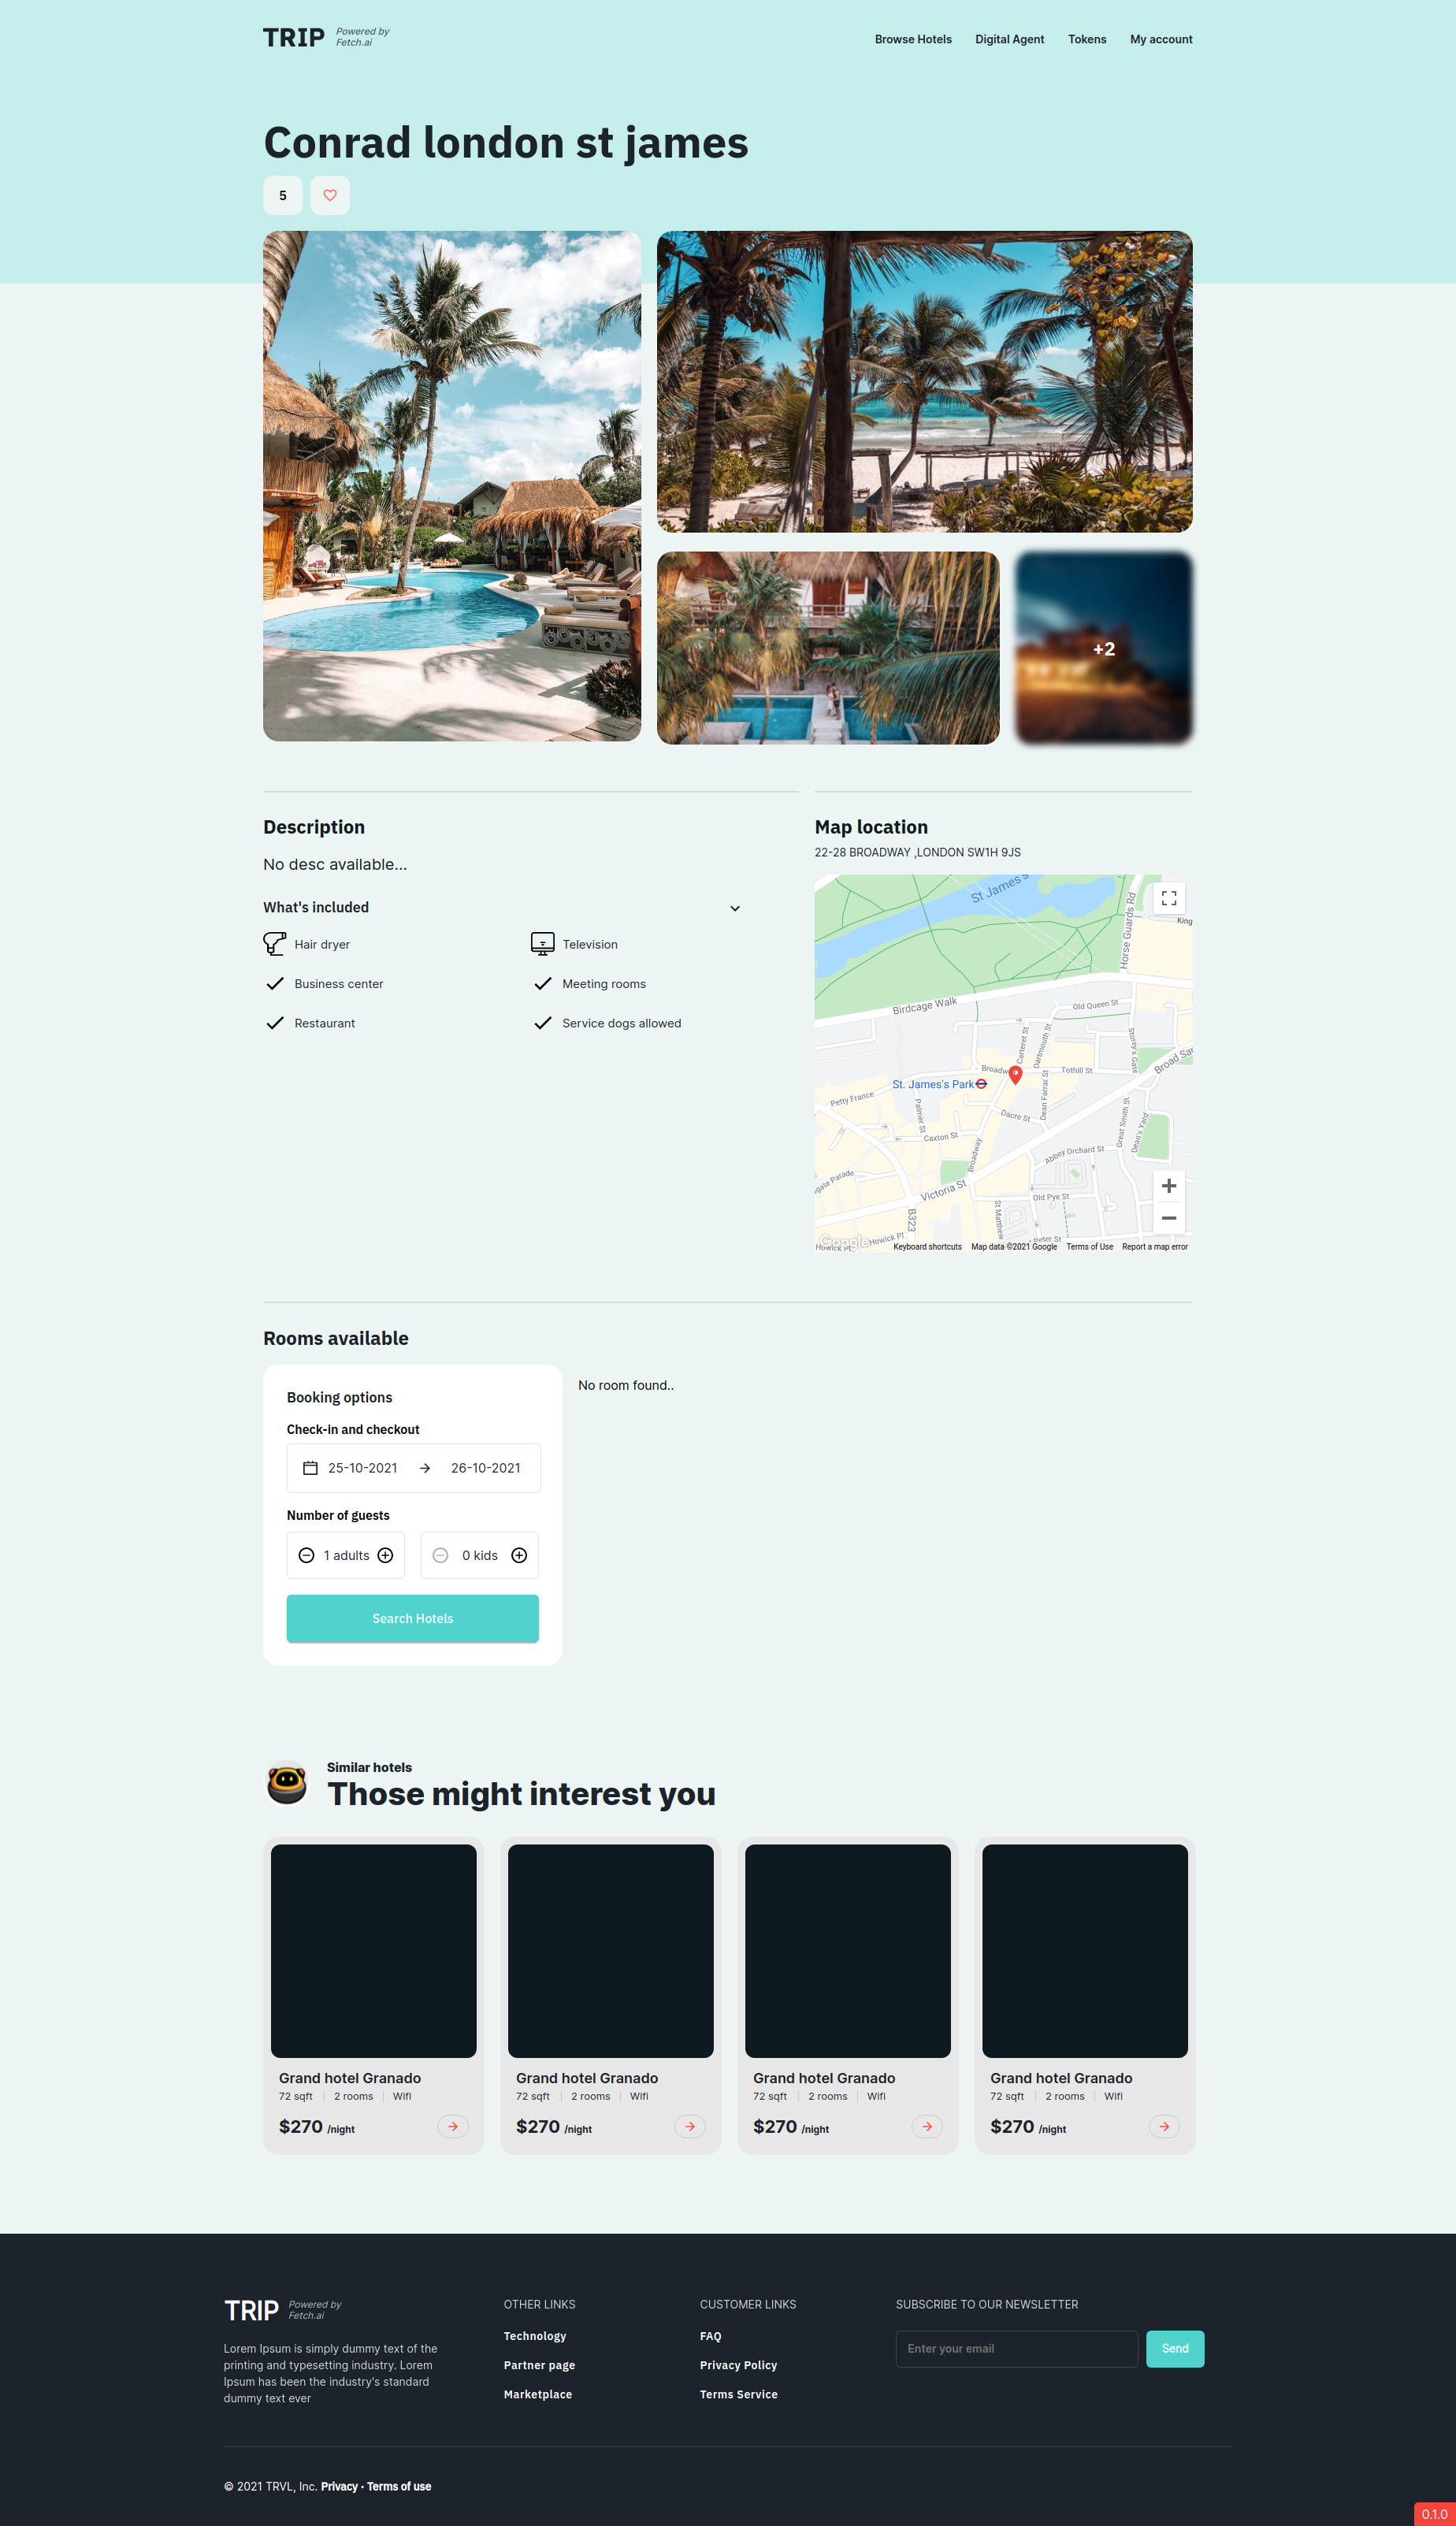 TRIP
Powered by
Fetch.ai
Browse Hotels
Digital Agent
Tokens
My account
Conrad london st james
5
+2
Description
No desc available...
What's included
Hair dryer
Television
Business center
Meeting rooms
Restaurant
Service dogs allowed
Map location
22-28 BROADWAY ,LONDON SW1H 9JS
St James's
Horse Guards Rd
King
Birdcage Walk
Old Queen St
Carteret St
Dartmouth St
Storey's Gate
Broad San
Broadw
Tothill St
St. James's Park
Petty France
Palmer St
Dean Farrar St
Dacre St
Great Smith St
Dean's Yard
Caxton St
Broadway
Abbey Orchard St
gate Parade
Victoria St
Old Pye St
B323
St Matthew
Howick Pl
Howick Pl
Peter St
Google
Keyboard shortcuts
Map data ©2021 Google
Terms of Use
Report a map error
Rooms available
Booking options
Check-in and checkout
25-10-2021
26-10-2021
Number of guests
1 adults
0 kids
Search Hotels
No room found..
Similar hotels
Those might interest you
Grand hotel Granado
72 sqft
2 rooms
Wifi
$270 /night
Grand hotel Granado
72 sqft
2 rooms
Wifi
$270 /night
Grand hotel Granado
72 sqft
2 rooms
Wifi
$270 /night
Grand hotel Granado
72 sqft
2 rooms
Wifi
$270 /night
TRIP
Powered by
Fetch.ai
Lorem Ipsum is simply dummy text of the
printing and typesetting industry. Lorem
Ipsum has been the industry's standard
dummy text ever
OTHER LINKS
Technology
Partner page
Marketplace
CUSTOMER LINKS
FAQ
Privacy Policy
Terms Service
SUBSCRIBE TO OUR NEWSLETTER
Enter your email
Send
© 2021 TRVL, Inc. Privacy · Terms of use
0.1.0